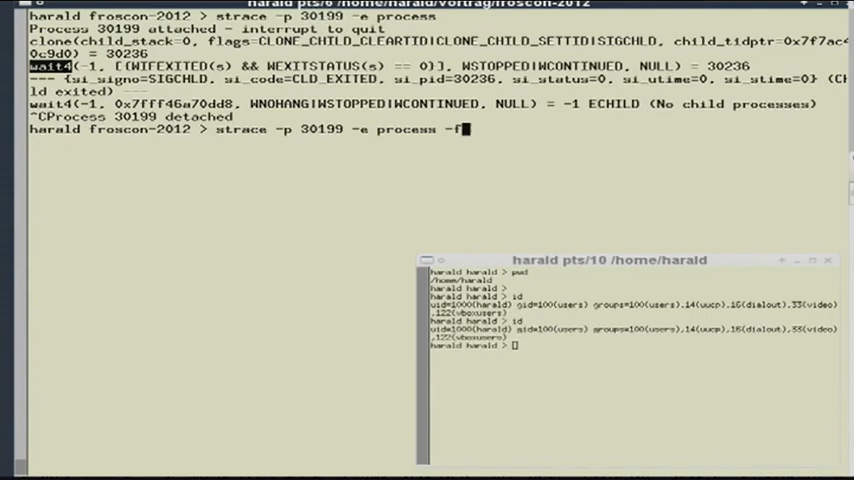 harald pts/6 /home/harald/vortrag/froscon-2012
harald froscon-2012 > strace -p 30199 -e process
Process 30199 attached - interrupt to quit
clone(child_stack=0, flags=CLONE_CHILD_CLEARTID|CLONE_CHILD_SETTID|SIGCHLD, child_tidptr=0x7f7ac4
0c9d0) = 30236
wait4(-1, [{WIFEXITED(s) && WEXITSTATUS(s) == 0}], WSTOPPED|WCONTINUED, NULL) = 30236
--- {si_signo=SIGCHLD, si_code=CLD_EXITED, si_pid=30236, si_status=0, si_utime=0, si_stime=0} (Ch
ld exited) ---
wait4(-1, 0x7fff46a70dd8, WNOHANG|WSTOPPED|WCONTINUED, NULL) = -1 ECHILD (No child processes)
^CProcess 30199 detached
harald froscon-2012 > strace -p 30199 -e process -f
harald pts/10 /home/harald
harald harald > pwd
/home/harald
harald harald >
harald harald > id
uid=1000(harald) gid=100(users) groups=100(users),14(uucp),16(dialout),33(video)
,122(vboxusers)
harald harald > id
uid=1000(harald) gid=100(users) groups=100(users),14(uucp),16(dialout),33(video)
,122(vboxusers)
harald harald >